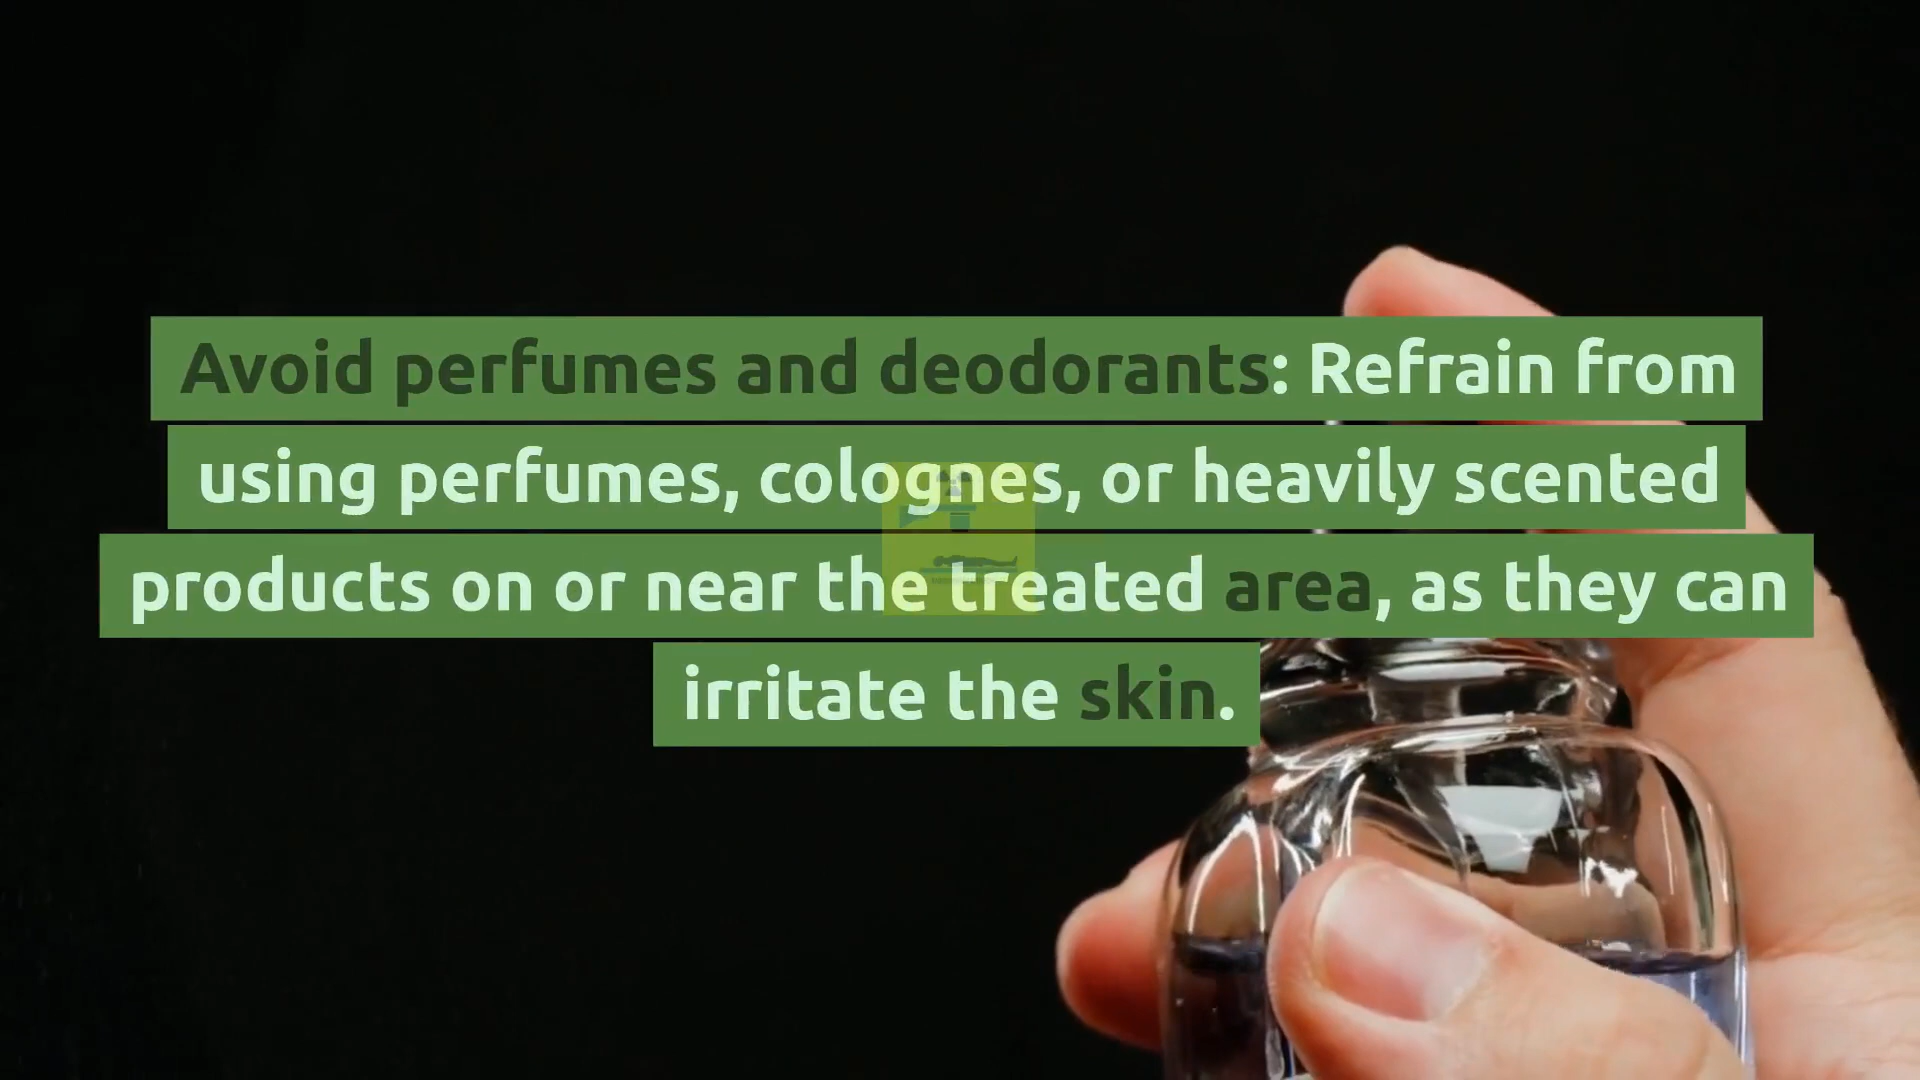 Avoid perfumes and deodorants: Refrain from
using perfumes, colognes, or heavily scented
products on or near the treated area, as they can
irritate the skin.